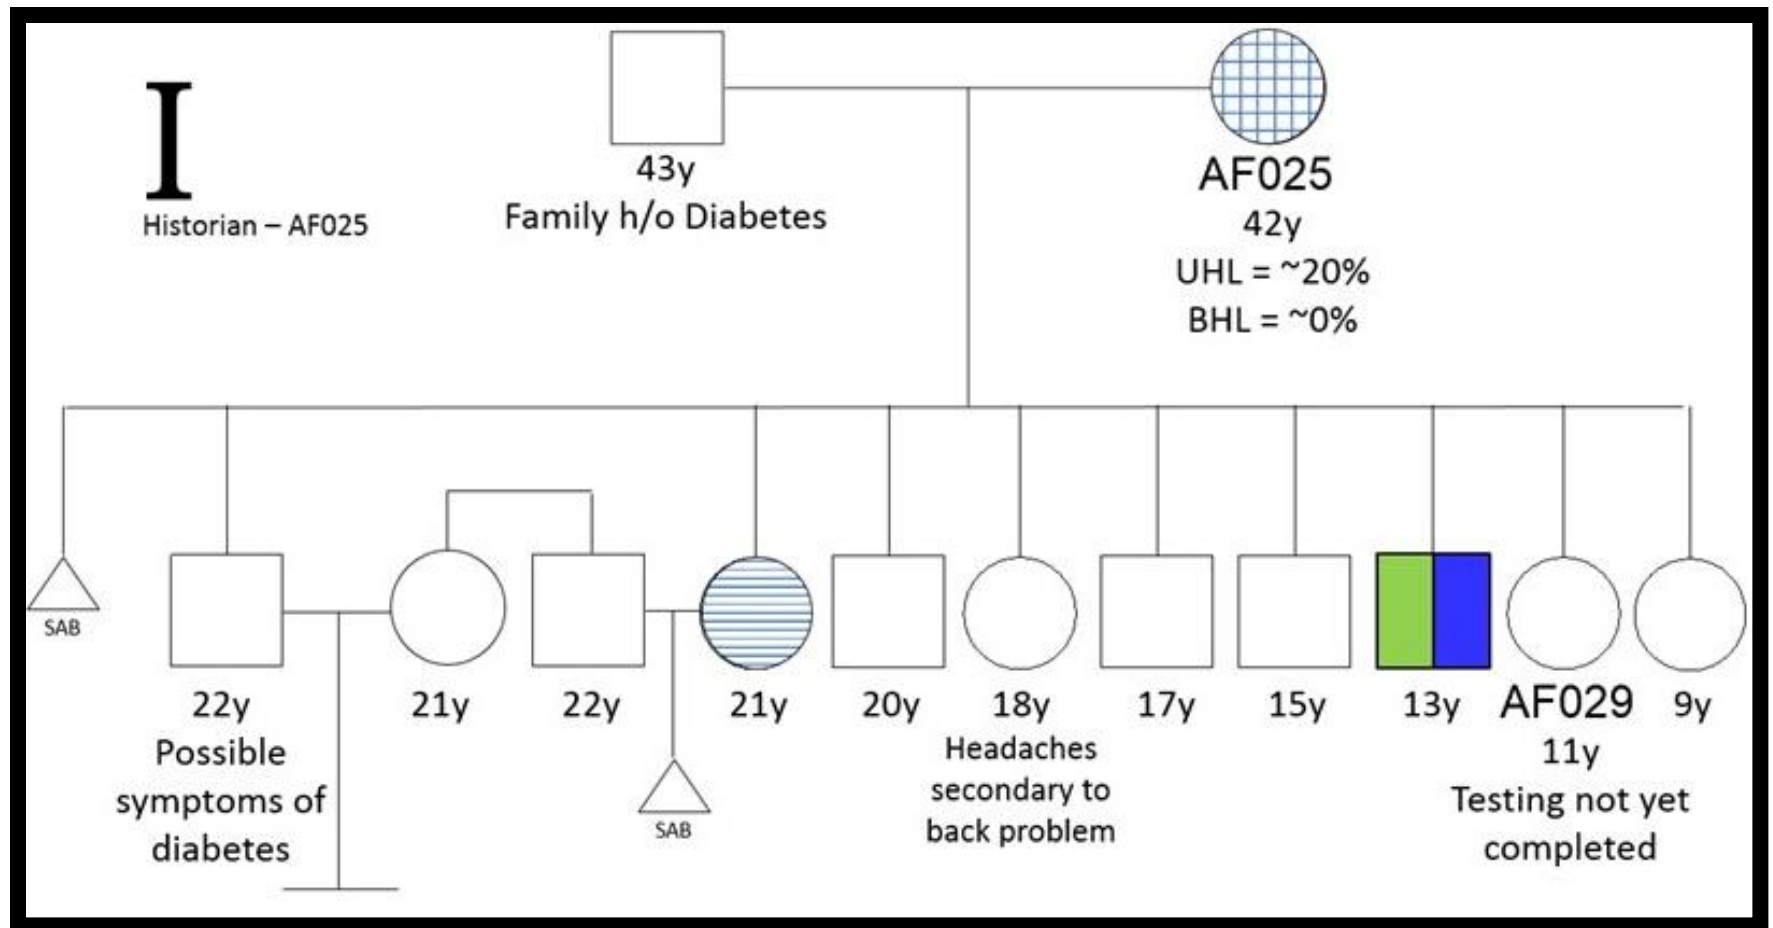 I
Historian – AF025
43y
Family h/o Diabetes
AF025
42y
UHL = ~20%
BHL = ~0%
SAB
22y
Possible
symptoms of
diabetes
21y
22y
SAB
21y
20y
18y
Headaches
secondary to
back problem
17y
15y
13y
AF029
11y
Testing not yet
completed
9y